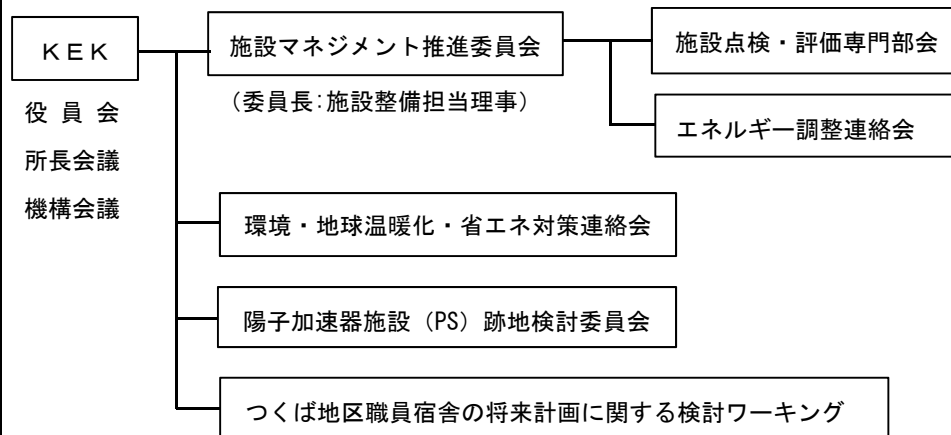 ＫＥＫ
役員会
所長会議
機構会議
施設マネジメント推進委員会
（委員長:施設整備担当理事）
施設点検・評価専門部会
エネルギー調整連絡会
環境・地球温暖化・省エネ対策連絡会
陽子加速器施設（PS）跡地検討委員会
つくば地区職員宿舎の将来計画に関する検討ワーキング